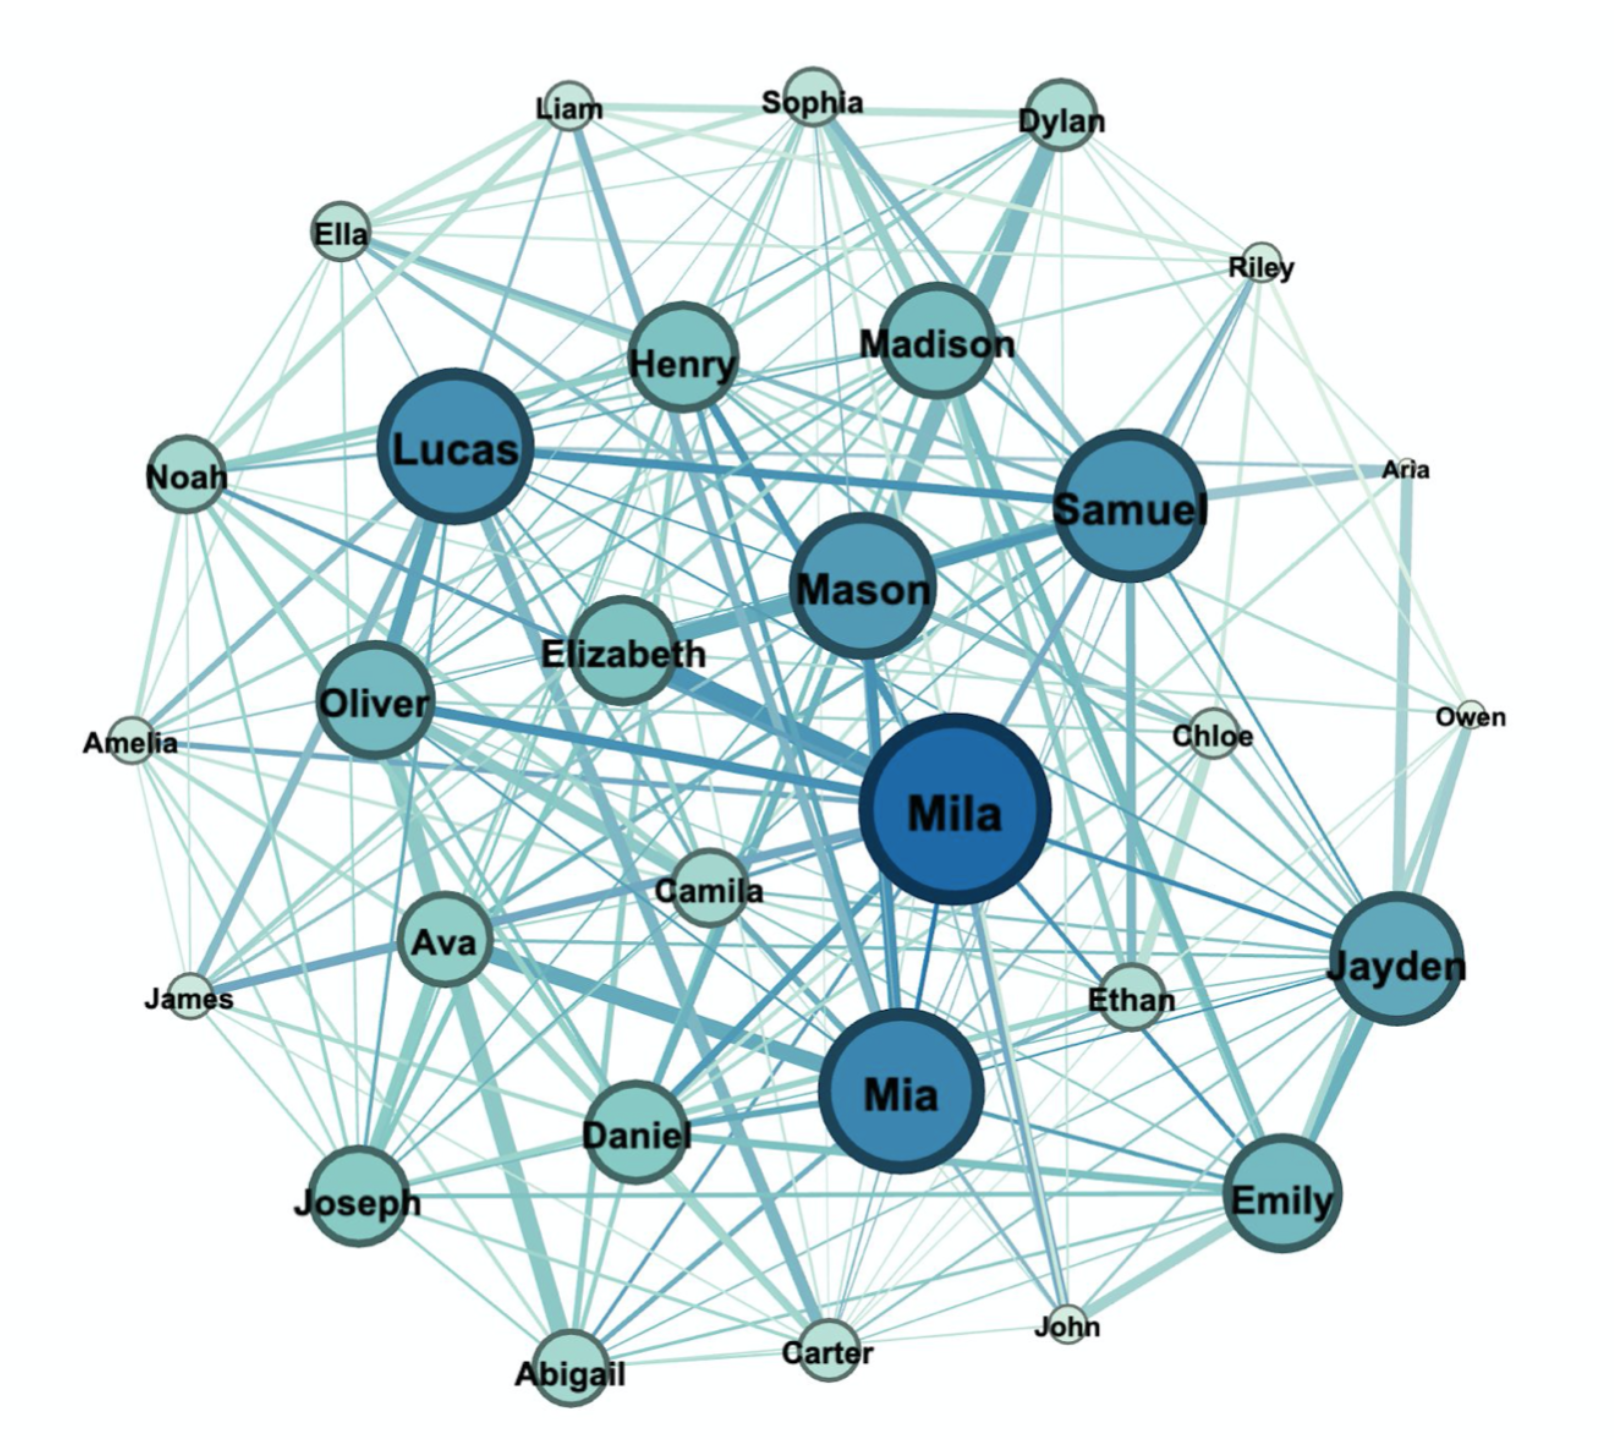 Liam
Sophia
Dylan
Ella
Riley
Henry
Madison
Lucas
Noah
Aria
Samuel
Mason
Elizabeth
Oliver
Owen
Chloe
Amelia
Mila
Camila
Ava
Jayden
James
Ethan
Mia
Daniel
Joseph
Emily
John
Carter
Abigail